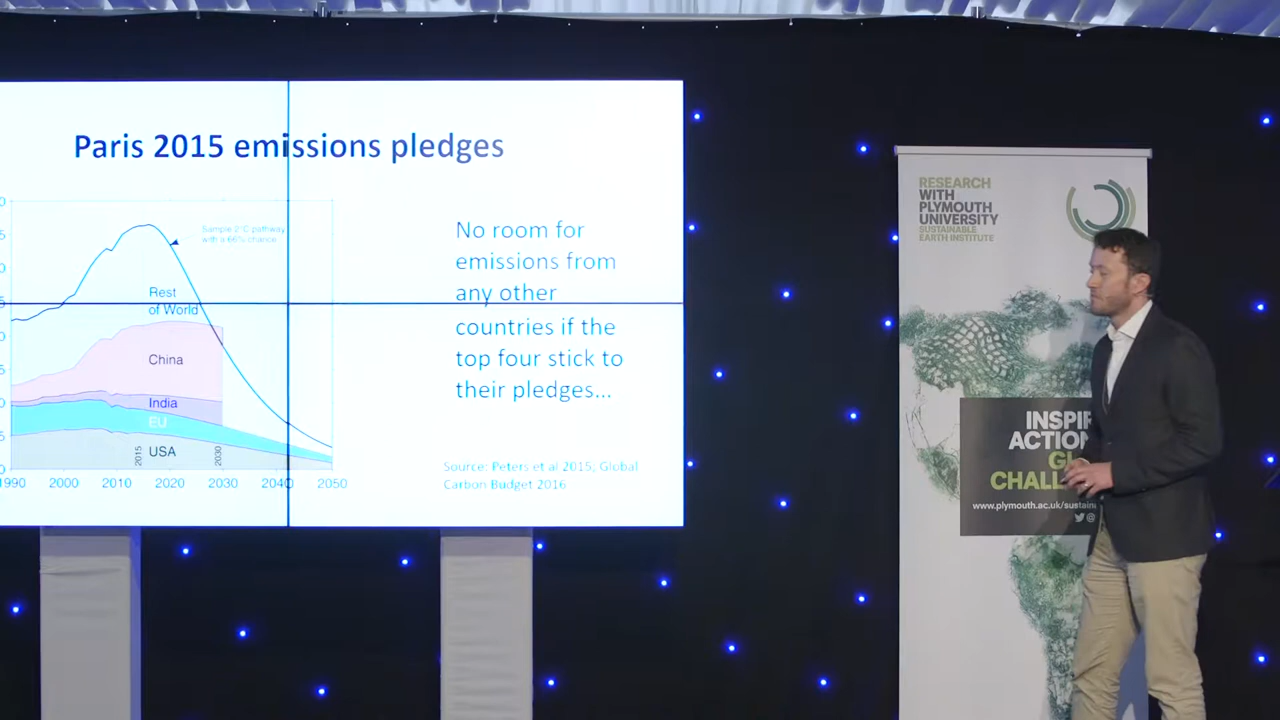 Paris 2015 emissions pledges
Sample 2°C pathway
with a 66% chance
Rest
of World
China
India
EU
USA
2015
2030
1990 2000 2010 2020 2030 2040 2050
No room for
emissions from
any other
countries if the
top four stick to
their pledges...
Source: Peters et al 2015; Global
Carbon Budget 2016
RESEARCH
WITH
PLYMOUTH
UNIVERSITY
SUSTAINABLE
EARTH INSTITUTE
INSPIR
ACTION
GL
CHALL
www.plymouth.ac.uk/sustain
@